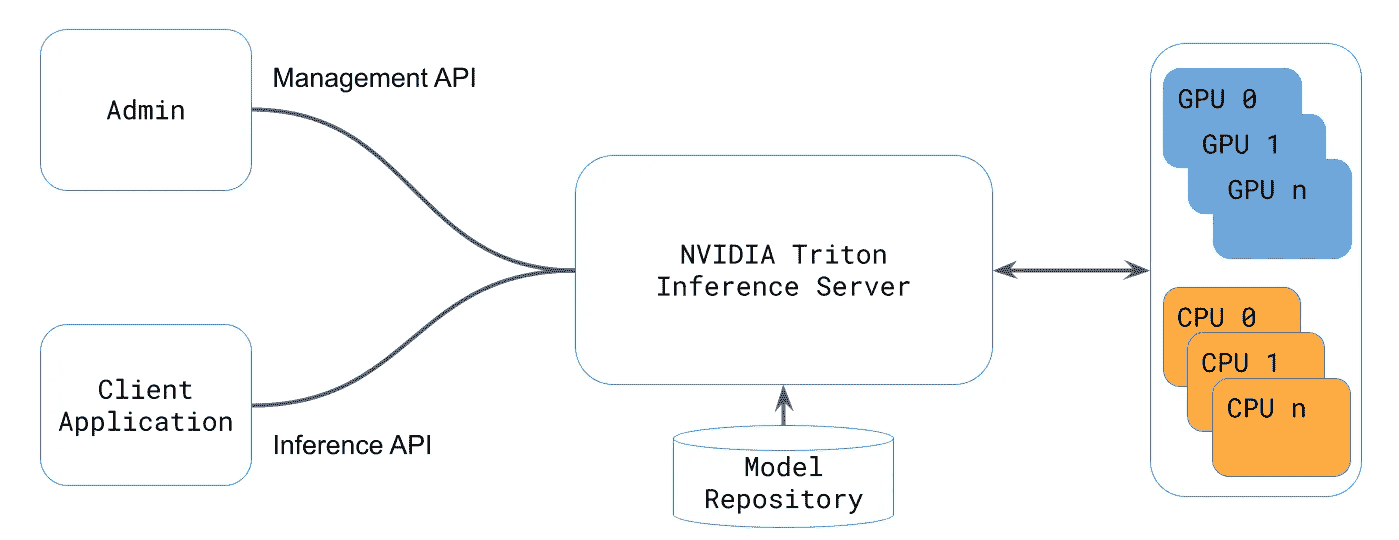 Admin
Management API
Client
Application
Inference API
NVIDIA Triton
Inference Server
Model
Repository
GPU 0
GPU 1
GPU n
CPU 0
CPU 1
CPU n